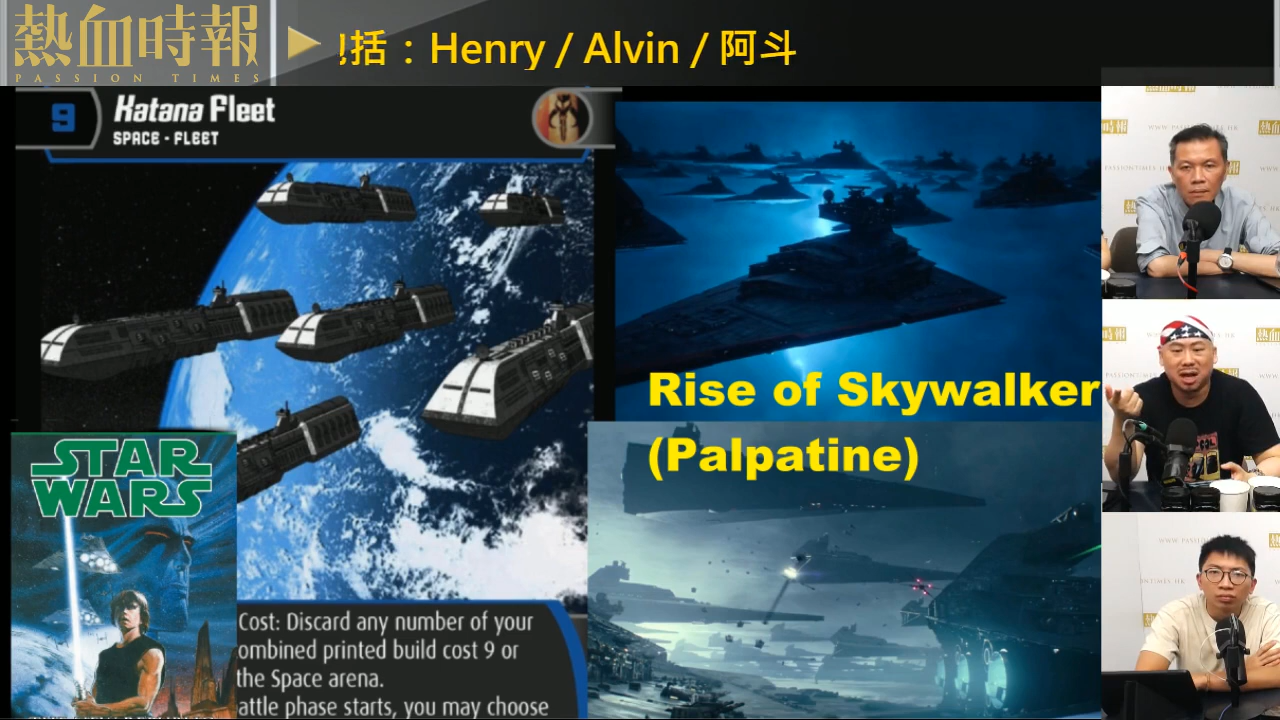 熱血時報
PASSION TIMES
括：Henry / Alvin / 阿斗
9
Katana Fleet
SPACE - FLEET
Rise of Skywalker
(Palpatine)
STAR
WARS
Cost: Discard any number of your
ombined printed build cost 9 or
the Space arena.
attle phase starts, you may choose